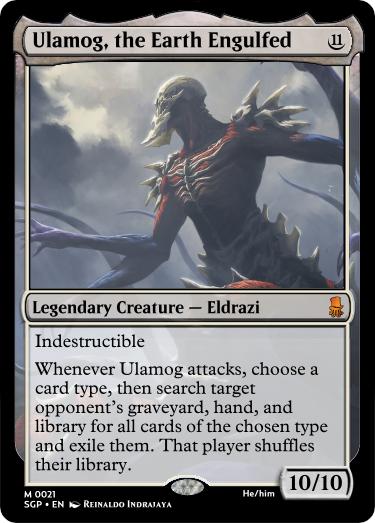 Ulamog, the Earth Engulfed 11
Legendary Creature — Eldrazi
Indestructible
Whenever Ulamog attacks, choose a
card type, then search target
opponent's graveyard, hand, and
library for all cards of the chosen type
and exile them. That player shuffles
their library.
10/10
M 0021
He/him
SGP • EN Reinaldo Indrajaya